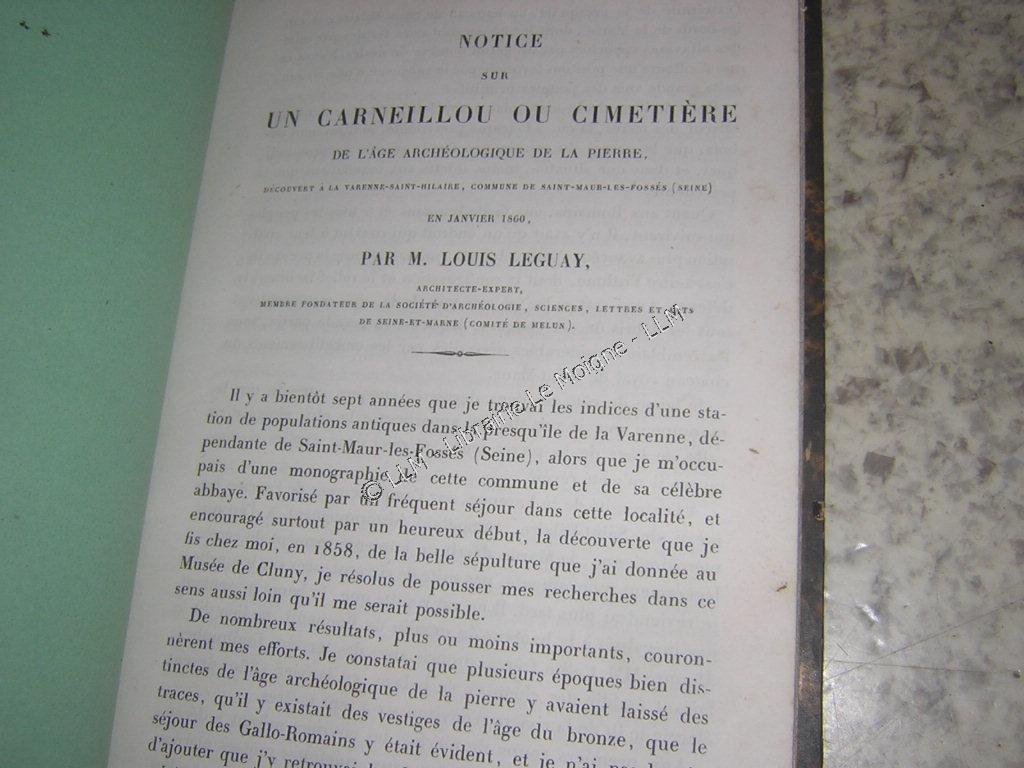 NOTICE
SUR
UN CARNEILLOU OU CIMETIÈRE
DE L'ÂGE ARCHÉOLOGIQUE DE LA PIERRE,
DÉCOUVERT À LA VARENNE-SAINT-HILAIRE, COMMUNE DE SAINT-MAUR-LES-FOSSÉS (SEINE)
EN JANVIER 1860,
PAR M. LOUIS LEGUAY,
ARCHITECTE-EXPERT,
MEMBRE FONDATEUR DE LA SOCIÉTÉ D'ARCHÉOLOGIE, SCIENCES, LETTRES ET ARTS
DE SEINE-ET-MARNE (COMITÉ DE MELUN).
Il y a bientôt sept années que je trouvai les indices d'une sta-
tion de populations antiques dans la presqu'île de la Varenne, dé-
pendante de Saint-Maur-les-Fossés (Seine), alors que je m'occu-
pais d'une monographie de cette commune et de sa célèbre
abbaye. Favorisé par un fréquent séjour dans cette localité, et
encouragé surtout par un heureux début, la découverte que je
fis chez moi, en 1858, de la belle sépulture que j'ai donnée au
Musée de Cluny, je résolus de pousser mes recherches dans ce
sens aussi loin qu'il me serait possible.
De nombreux résultats, plus ou moins importants, couron-
nèrent mes efforts. Je constatai que plusieurs époques bien dis-
tinctes de l'âge archéologique de la pierre y avaient laissé des
traces, qu'il y existait des vestiges de l'âge du bronze, que le
séjour des Gallo-Romains y était évident, et je n'ai pas
d'ajouter que j'y
© LLM - Librairie Le Moigne - LLM